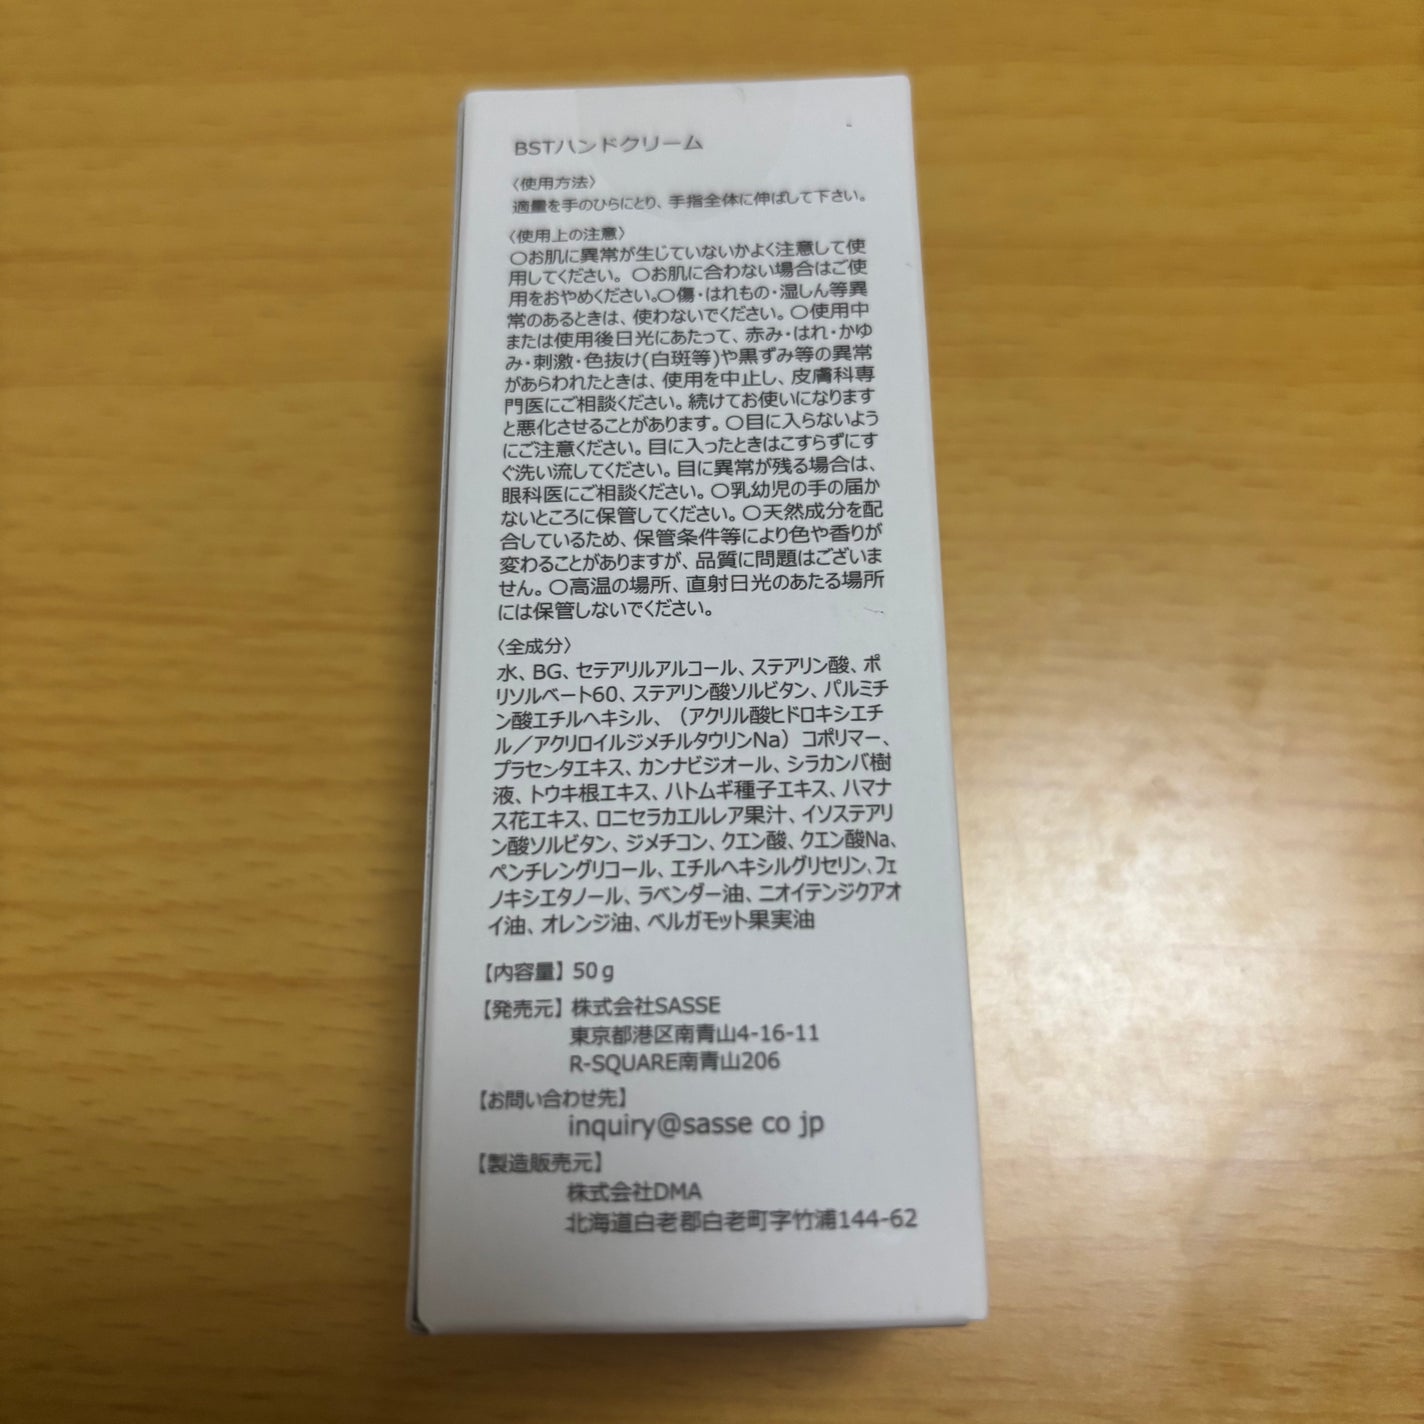 BSTハンドクリーム
〈使用方法〉
適量を手のひらにとり、手指全体に伸ばして下さい。
〈使用上の注意〉
○お肌に異常が生じていないかよく注意して使
用してください。○お肌に合わない場合はご使
用をおやめください。○傷・はれもの・湿しん等異
常のあるときは、使わないでください。○使用中
または使用後日光にあたって、赤み・はれ・かゆ
み・刺激・色抜け(白斑等)や黒ずみ等の異常
があらわれたときは、使用を中止し、皮膚科専
門医にご相談ください。続けてお使いになります
と悪化させることがあります。○目に入らないよう
にご注意ください。目に入ったときはこすらずにす
ぐ洗い流してください。目に異常が残る場合は、
眼科医にご相談ください。○乳幼児の手の届か
ないところに保管してください。○天然成分を配
合しているため、保管条件等により色や香りが
変わることがありますが、品質に問題はございま
せん。○高温の場所、直射日光のあたる場所
には保管しないでください。
〈全成分〉
水、BG、セテアリルアルコール、ステアリン酸、ポ
リソルベート60、ステアリン酸ソルビタン、パルミチ
ン酸エチルヘキシル、（アクリル酸ヒドロキシエチ
ル／アクリロイルジメチルタウリンNa）コポリマー、
プラセンタエキス、カンナビジオール、シラカンバ樹
液、トウキ根エキス、ハトムギ種子エキス、ハマナ
ス花エキス、ロニセラカエルレア果汁、イソステアリ
ン酸ソルビタン、ジメチコン、クエン酸、クエン酸Na、
ペンチレングリコール、エチルヘキシルグリセリン、フェ
ノキシエタノール、ラベンダー油、ニオイテンジクアオ
イ油、オレンジ油、ベルガモット果実油
【内容量】50g
【発売元】株式会社SASSE
東京都港区南青山4-16-11
R-SQUARE南青山206
【お問い合わせ先】
inquiry@sasse co jp
【製造販売元】
株式会社DMA
北海道白老郡白老町字竹浦144-62